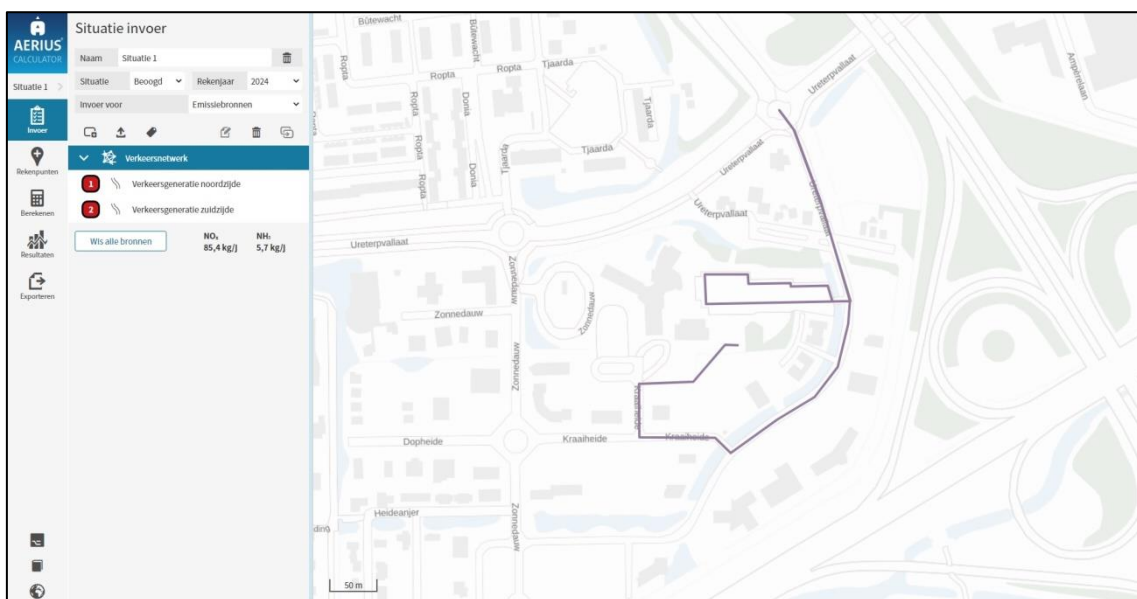 AERIUS
CALCULATOR
Situatie 1
Invoer
Rekenpunten
Berekenen
Resultaten
Exporteren
Situatie invoer
Naam Situatie 1
Situatie Beoogd Rekenjaar 2024
Invoer voor Emissiebronnen
Verkeersnetwerk
1 Verkeersgeneratie noordzijde
2 Verkeersgeneratie zuidzijde
Wis alle bronnen
NOₓ NH₃
85,4 kg/j 5,7 kg/j
Bûtewacht
Bûtewacht
Ropta
Ropta
Ropta
Ropta
Tjaarda
Donia
Tjaarda
Ureterpvallaat
Ampèrelaan
Ropta
Tjaarda
Ropta
Donia
Tjaarda
Ureterpvallaat
Ureterpvallaat
Ureterpvallaat
Ureterpvallaat
Zonnedauw
Zonnedauw
Zonnedauw
Zonnedauw
Kraaiheide
Dopheide
Kraaiheide
Kraaiheide
Heideanjer
Zonnedauw
ding
50 m